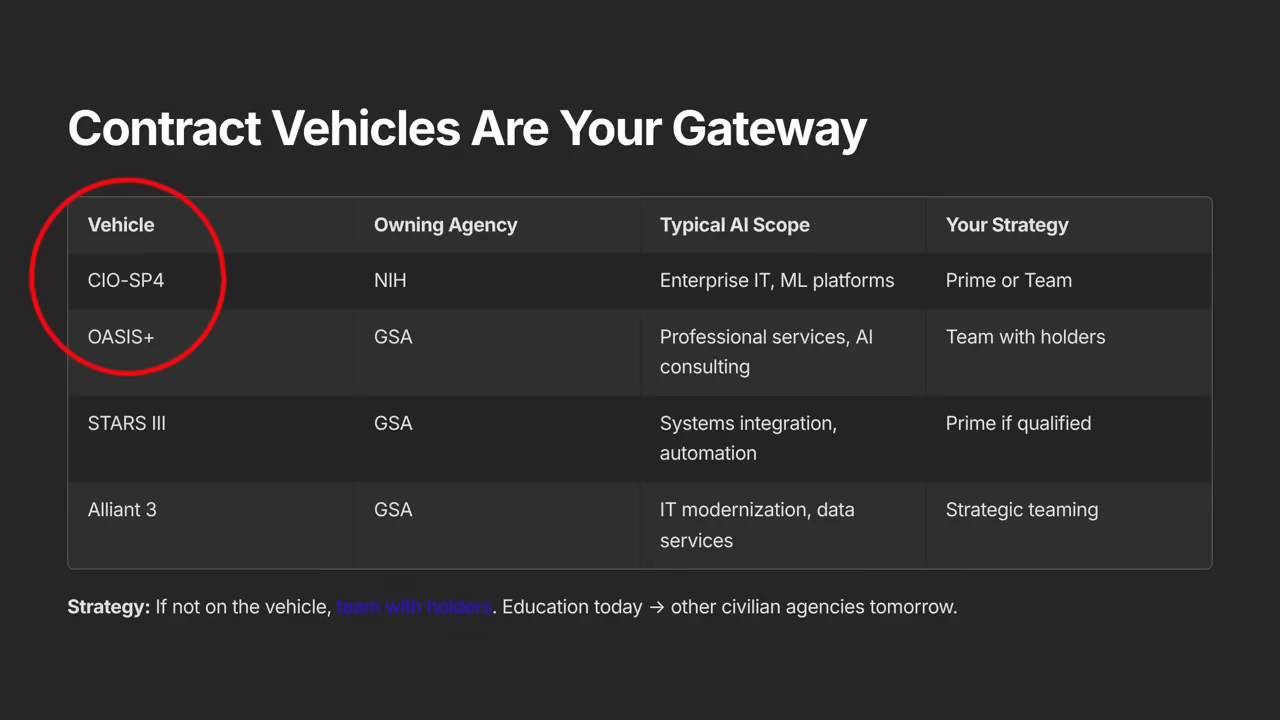 Contract Vehicles Are Your Gateway
Vehicle Owning Agency Typical AI Scope Your Strategy
CIO-SP4 NIH Enterprise IT, ML platforms Prime or Team
OASIS+ GSA Professional services, AI consulting Team with holders
STARS III GSA Systems integration, automation Prime if qualified
Alliant 3 GSA IT modernization, data services Strategic teaming
Strategy: If not on the vehicle, team with holders. Education today → other civilian agencies tomorrow.